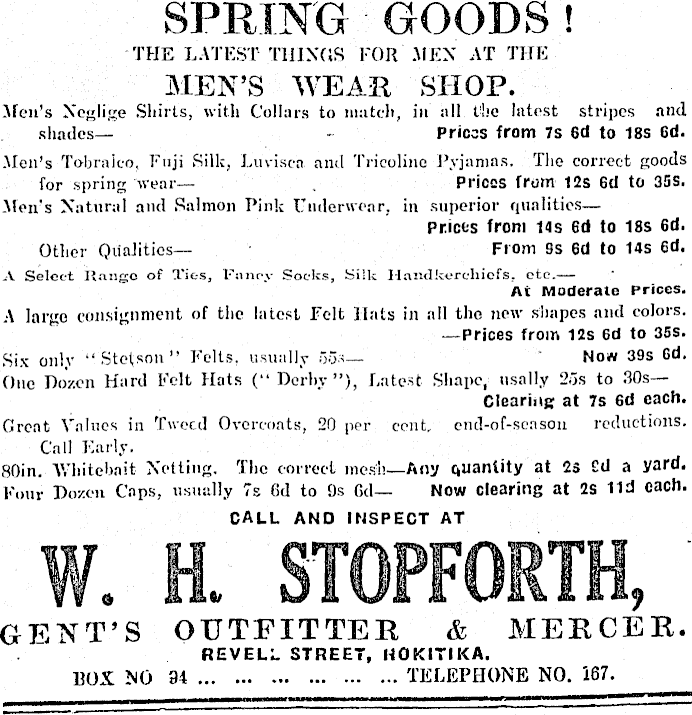 SPRING GOODS!
THE LATEST THINGS FOR MEN AT THE
MEN'S WEAR SHOP.
Men's Neglige Shirts, with Collars to match, in all the latest stripes and
shades— Prices from 7s 6d to 18s 6d.
Men's Tobralco, Fuji Silk, Luvisca and Tricoline Pyjamas. The correct goods
for spring wear— Prices from 12s 6d to 35s.
Men's Natural and Salmon Pink Underwear, in superior qualities—
Prices from 14s 6d to 18s 6d.
Other Qualities— From 9s 6d to 14s 6d.
A Select Range of Ties, Fancy Socks, Silk Handkerchiefs, etc.—
At Moderate Prices.
A large consignment of the latest Felt Hats in all the new shapes and colors.
—Prices from 12s 6d to 35s.
Six only "Stetson" Felts, usually 55s— Now 39s 6d.
One Dozen Hard Felt Hats ("Derby"), Latest Shape, usally 25s to 30s—
Clearing at 7s 6d each.
Great Values in Tweed Overcoats, 20 per cent. end-of-season reductions.
Call Early.
80in. Whitebait Netting. The correct mesh—Any quantity at 2s 6d a yard.
Four Dozen Caps, usually 7s 6d to 9s 6d— Now clearing at 2s 11d each.
CALL AND INSPECT AT
W. H. STOPFORTH,
GENT'S OUTFITTER & MERCER.
REVELL STREET, HOKITIKA.
BOX NO 94 ... ... ... ... ... ... TELEPHONE NO. 167.